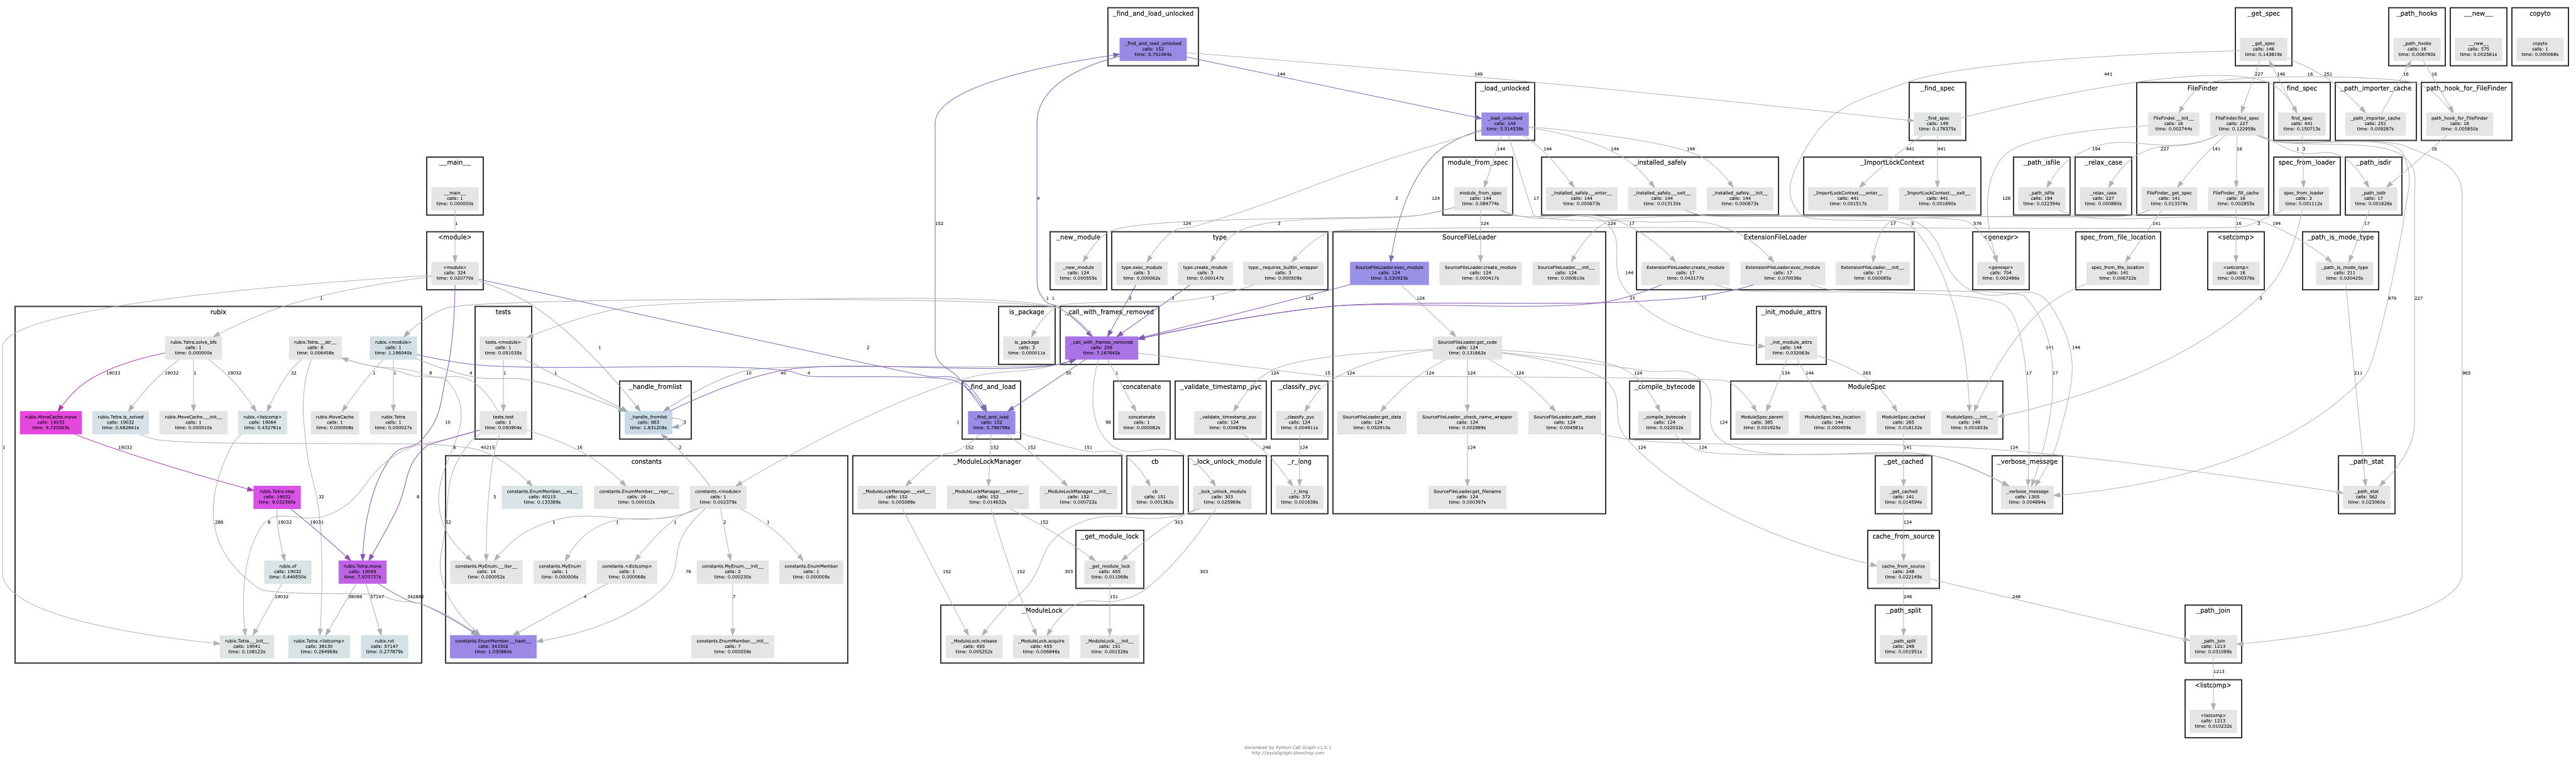 _find_and_load_unlocked
_find_and_load_unlocked
calls: 152
time: 5.751064s
_get_spec
_get_spec
calls: 146
time: 0.143819s
_path_hooks
_path_hooks
calls: 16
time: 0.006780s
__new__
__new__
calls: 575
time: 0.002561s
copyto
copyto
calls: 1
time: 0.000068s
_load_unlocked
_load_unlocked
calls: 144
time: 5.514538s
_find_spec
_find_spec
calls: 149
time: 0.178375s
FileFinder
FileFinder.__init__
calls: 16
time: 0.002744s
FileFinder.find_spec
calls: 227
time: 0.122958s
FileFinder._get_spec
calls: 141
time: 0.013378s
FileFinder._fill_cache
calls: 16
time: 0.002855s
find_spec
find_spec
calls: 441
time: 0.150713s
_path_importer_cache
_path_importer_cache
calls: 251
time: 0.009287s
path_hook_for_FileFinder
path_hook_for_FileFinder
calls: 16
time: 0.005650s
__main__
__main__
calls: 1
time: 0.000000s
module_from_spec
module_from_spec
calls: 144
time: 0.084774s
_installed_safely
_installed_safely.__enter__
calls: 144
time: 0.000673s
_installed_safely.__exit__
calls: 144
time: 0.013130s
_installed_safely.__init__
calls: 144
time: 0.000673s
_ImportLockContext
_ImportLockContext.__enter__
calls: 441
time: 0.001517s
_ImportLockContext.__exit__
calls: 441
time: 0.001690s
_path_isfile
_path_isfile
calls: 194
time: 0.022394s
_relax_case
_relax_case
calls: 227
time: 0.000880s
spec_from_loader
spec_from_loader
calls: 3
time: 0.001112s
_path_isdir
_path_isdir
calls: 17
time: 0.001626s
<module>
<module>
calls: 324
time: 0.020770s
_new_module
_new_module
calls: 124
time: 0.000555s
type
type.exec_module
calls: 3
time: 0.000062s
type.create_module
calls: 3
time: 0.000147s
type._requires_builtin_wrapper
calls: 3
time: 0.000509s
SourceFileLoader
SourceFileLoader.exec_module
calls: 124
time: 5.330933s
SourceFileLoader.create_module
calls: 124
time: 0.000417s
SourceFileLoader.__init__
calls: 124
time: 0.000610s
ExtensionFileLoader
ExtensionFileLoader.create_module
calls: 17
time: 0.043177s
ExtensionFileLoader.exec_module
calls: 17
time: 0.070036s
ExtensionFileLoader.__init__
calls: 17
time: 0.000085s
<genexpr>
<genexpr>
calls: 704
time: 0.002486s
spec_from_file_location
spec_from_file_location
calls: 141
time: 0.006722s
<setcomp>
<setcomp>
calls: 16
time: 0.000376s
_path_is_mode_type
_path_is_mode_type
calls: 211
time: 0.020423s
rubix
rubix.Tetra.solve_bfs
calls: 1
time: 0.000000s
rubix.Tetra.__str__
calls: 8
time: 0.006458s
rubix.<module>
calls: 1
time: 1.196040s
tests
tests.<module>
calls: 1
time: 0.051035s
is_package
is_package
calls: 3
time: 0.000011s
_call_with_frames_removed
_call_with_frames_removed
calls: 208
time: 7.167642s
SourceFileLoader.get_code
calls: 124
time: 0.131662s
_init_module_attrs
_init_module_attrs
calls: 144
time: 0.032063s
rubix.MoveCache.move
calls: 19033
time: 9.720063s
rubix.Tetra.is_solved
calls: 19032
time: 0.682841s
rubix.MoveCache.__init__
calls: 1
time: 0.000010s
rubix.<listcomp>
calls: 19064
time: 0.432781s
rubix.MoveCache
calls: 1
time: 0.000008s
rubix.Tetra
calls: 1
time: 0.000027s
tests.test
calls: 1
time: 0.050904s
_handle_fromlist
_handle_fromlist
calls: 863
time: 1.831208s
_find_and_load
_find_and_load
calls: 152
time: 5.786796s
concatenate
concatenate
calls: 1
time: 0.000062s
_validate_timestamp_pyc
_validate_timestamp_pyc
calls: 124
time: 0.004839s
_classify_pyc
_classify_pyc
calls: 124
time: 0.004911s
SourceFileLoader.get_data
calls: 124
time: 0.052910s
SourceFileLoader._check_name_wrapper
calls: 124
time: 0.052989s
SourceFileLoader.path_stats
calls: 124
time: 0.004581s
_compile_bytecode
_compile_bytecode
calls: 124
time: 0.022032s
ModuleSpec
ModuleSpec.parent
calls: 385
time: 0.001925s
ModuleSpec.has_location
calls: 144
time: 0.000459s
ModuleSpec.cached
calls: 265
time: 0.018132s
ModuleSpec.__init__
calls: 149
time: 0.001653s
rubix.Tetra.step
calls: 19032
time: 9.032390s
constants
constants.EnumMember.__eq__
calls: 40215
time: 0.133389s
constants.EnumMember.__repr__
calls: 16
time: 0.000102s
constants.<module>
calls: 1
time: 0.002379s
_ModuleLockManager
_ModuleLockManager.__exit__
calls: 152
time: 0.005088s
_ModuleLockManager.__enter__
calls: 152
time: 0.014632s
_ModuleLockManager.__init__
calls: 152
time: 0.000722s
cb
cb
calls: 151
time: 0.001362s
_lock_unlock_module
_lock_unlock_module
calls: 303
time: 0.025969s
_r_long
_r_long
calls: 372
time: 0.001638s
SourceFileLoader.get_filename
calls: 124
time: 0.000397s
_get_cached
_get_cached
calls: 141
time: 0.014594s
_verbose_message
_verbose_message
calls: 1305
time: 0.004894s
_path_stat
_path_stat
calls: 562
time: 0.023060s
rubix.of
calls: 19032
time: 0.449550s
rubix.Tetra.move
calls: 19049
time: 7.970737s
constants.MyEnum.__iter__
calls: 14
time: 0.000052s
constants.MyEnum
calls: 1
time: 0.000006s
constants.<dictcomp>
calls: 1
time: 0.000068s
constants.MyEnum.__init__
calls: 2
time: 0.000230s
constants.EnumMember
calls: 1
time: 0.000009s
_get_module_lock
_get_module_lock
calls: 455
time: 0.011068s
cache_from_source
cache_from_source
calls: 248
time: 0.022149s
rubix.Tetra.__init__
calls: 19041
time: 0.108122s
rubix.Tetra.<listcomp>
calls: 38130
time: 0.264968s
rubix.rot
calls: 57147
time: 0.277879s
constants.EnumMember.__hash__
calls: 343302
time: 1.030860s
constants.EnumMember.__init__
calls: 7
time: 0.000059s
_ModuleLock
_ModuleLock.release
calls: 455
time: 0.005252s
_ModuleLock.acquire
calls: 455
time: 0.006846s
_ModuleLock.__init__
calls: 151
time: 0.001526s
_path_split
_path_split
calls: 248
time: 0.001951s
_path_join
_path_join
calls: 1213
time: 0.031089s
<listcomp>
<listcomp>
calls: 1213
time: 0.010232s
Generated by Python Call Graph v1.0.1
http://pycallgraph.slowchop.com